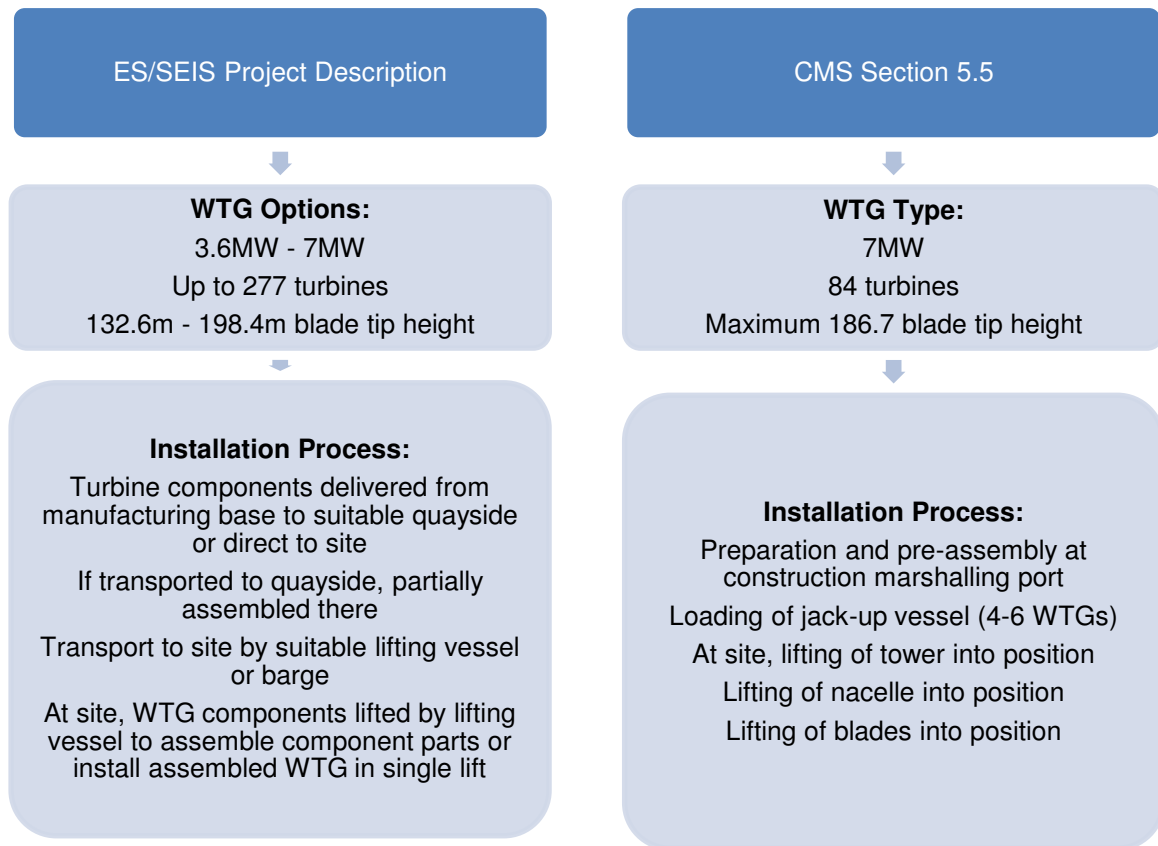 ES/SEIS Project Description
WTG Options:
3.6MW - 7MW
Up to 277 turbines
132.6m - 198.4m blade tip height
Installation Process:
Turbine components delivered from
manufacturing base to suitable quayside
or direct to site
If transported to quayside, partially
assembled there
Transport to site by suitable lifting vessel
or barge
At site, WTG components lifted by lifting
vessel to assemble component parts or
install assembled WTG in single lift
CMS Section 5.5
WTG Type:
7MW
84 turbines
Maximum 186.7 blade tip height
Installation Process:
Preparation and pre-assembly at
construction marshalling port
Loading of jack-up vessel (4-6 WTGs)
At site, lifting of tower into position
Lifting of nacelle into position
Lifting of blades into position